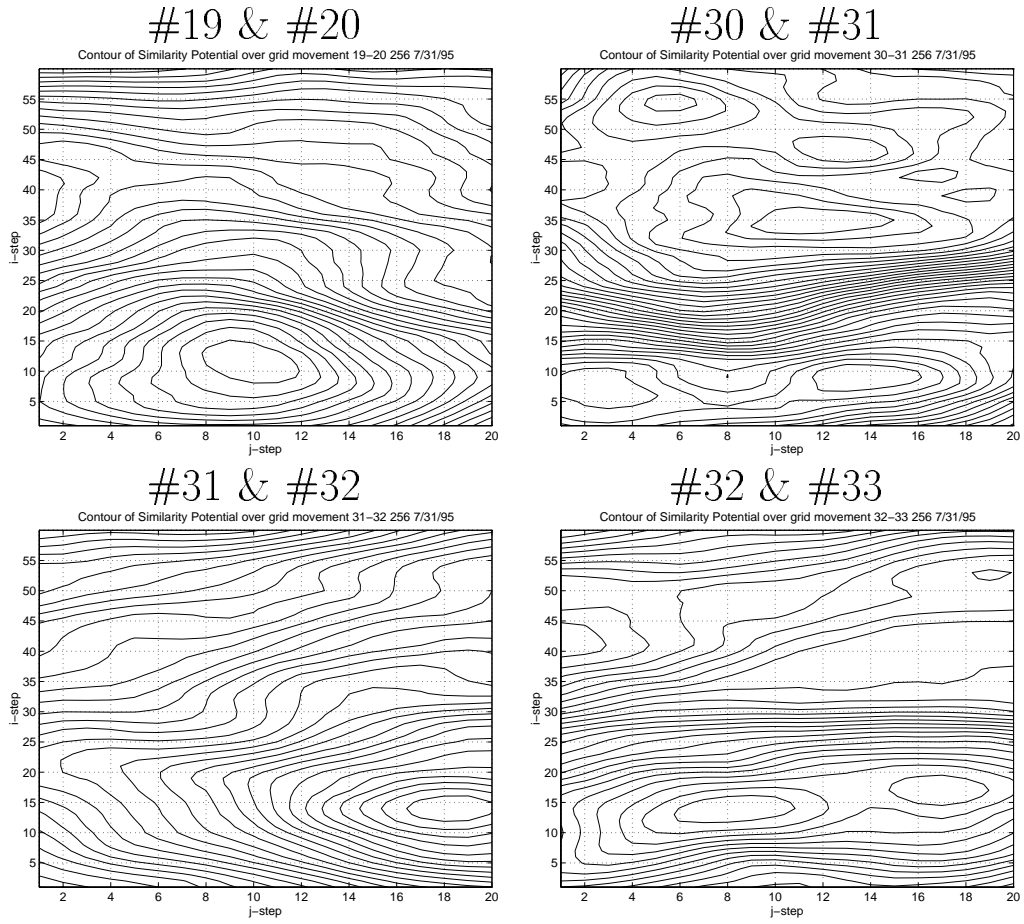 #19 & #20
Contour of Similarity Potential over grid movement 19−20 256 7/31/95
55
50
45
40
35
30
25
20
15
10
5
i−step
2 4 6 8 10 12 14 16 18 20
j−step
#30 & #31
Contour of Similarity Potential over grid movement 30−31 256 7/31/95
55
50
45
40
35
30
25
20
15
10
5
i−step
2 4 6 8 10 12 14 16 18 20
j−step
#31 & #32
Contour of Similarity Potential over grid movement 31−32 256 7/31/95
55
50
45
40
35
30
25
20
15
10
5
i−step
2 4 6 8 10 12 14 16 18 20
j−step
#32 & #33
Contour of Similarity Potential over grid movement 32−33 256 7/31/95
55
50
45
40
35
30
25
20
15
10
5
i−step
2 4 6 8 10 12 14 16 18 20
j−step